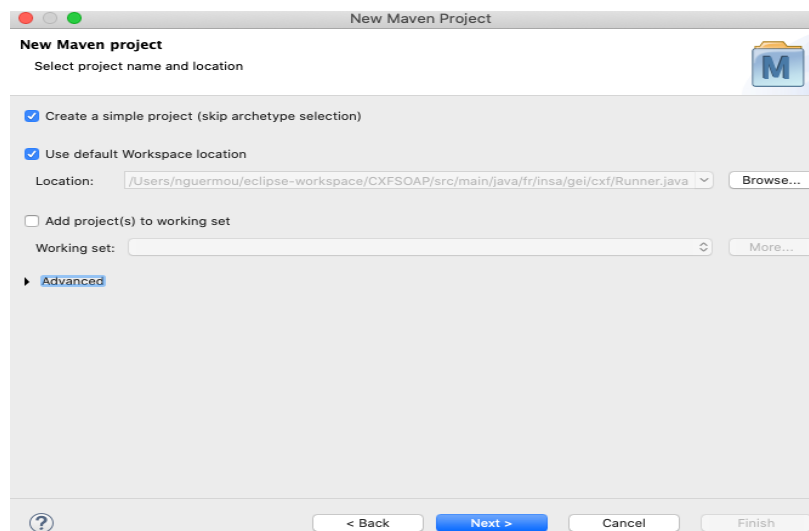 New Maven Project
New Maven project
Select project name and location
M
Create a simple project (skip archetype selection)
Use default Workspace location
Location: /Users/nguermou/eclipse-workspace/CXFSOAP/src/main/java/fr/insa/gei/cxf/Runner.java Browse...
Add project(s) to working set
Working set: More...
Advanced
? < Back Next > Cancel Finish